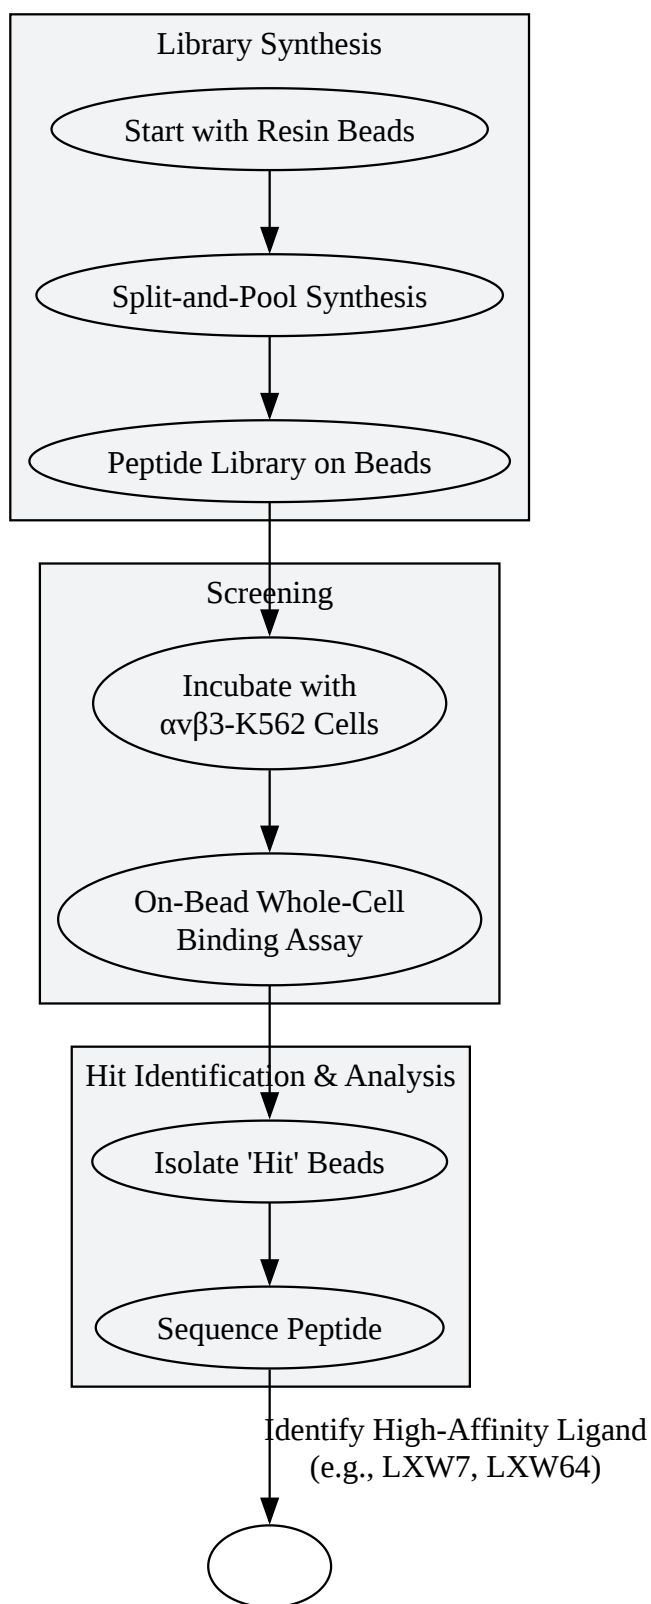 Library Synthesis
Start with Resin Beads
Split-and-Pool Synthesis
Peptide Library on Beads
Screening
Incubate with
αvβ3-K562 Cells
On-Bead Whole-Cell
Binding Assay
Hit Identification & Analysis
Isolate 'Hit' Beads
Sequence Peptide
Identify High-Affinity Ligand
(e.g., LXW7, LXW64)